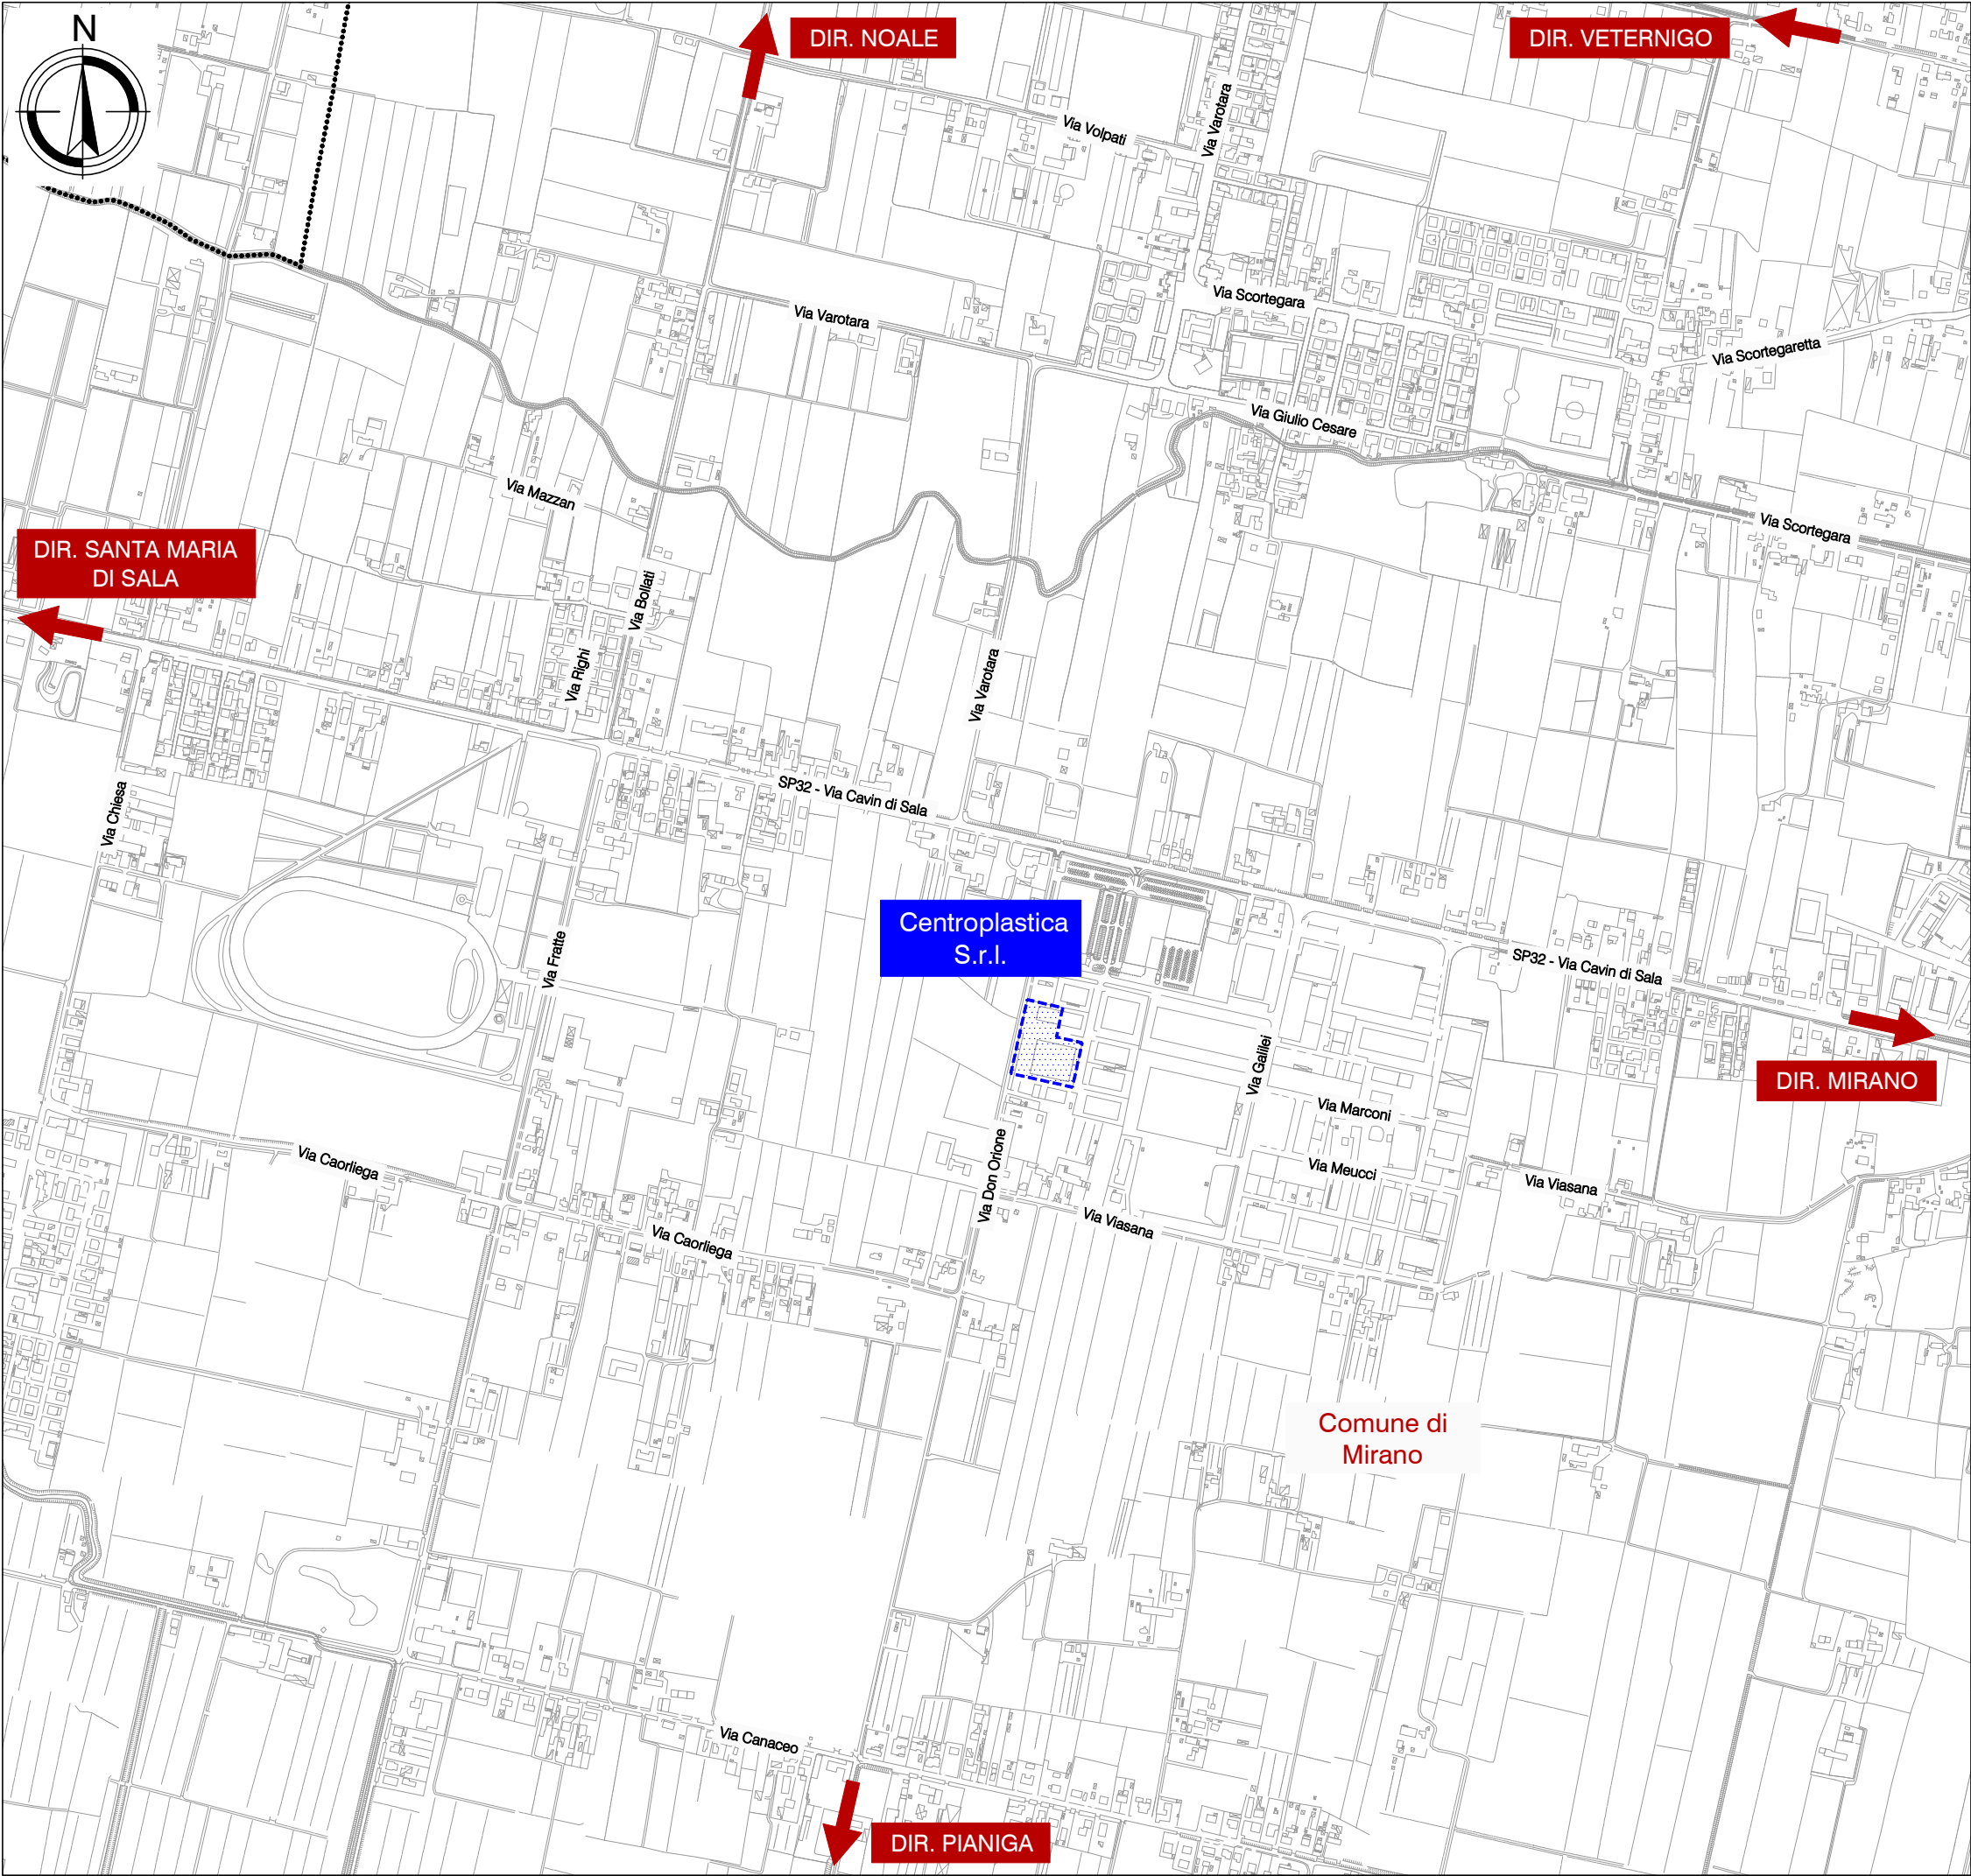 N
DIR. NOALE
DIR. VETERNIGO
Via Volpati
Via Varotara
Via Scortegara
Via Varotara
Via Scortegaretta
Via Giulio Cesare
Via Mazzan
Via Scortegara
DIR. SANTA MARIA
DI SALA
Via Bollati
Via Righi
Via Varotara
SP32 - Via Cavin di Sala
Via Chiesa
Centroplastica
S.r.l.
Via Fratte
SP32 - Via Cavin di Sala
Via Galilei
DIR. MIRANO
Via Marconi
Via Caorliega
Via Don Orione
Via Meucci
Via Viasana
Via Viasana
Via Caorliega
Comune di
Mirano
Via Canaceo
DIR. PIANIGA